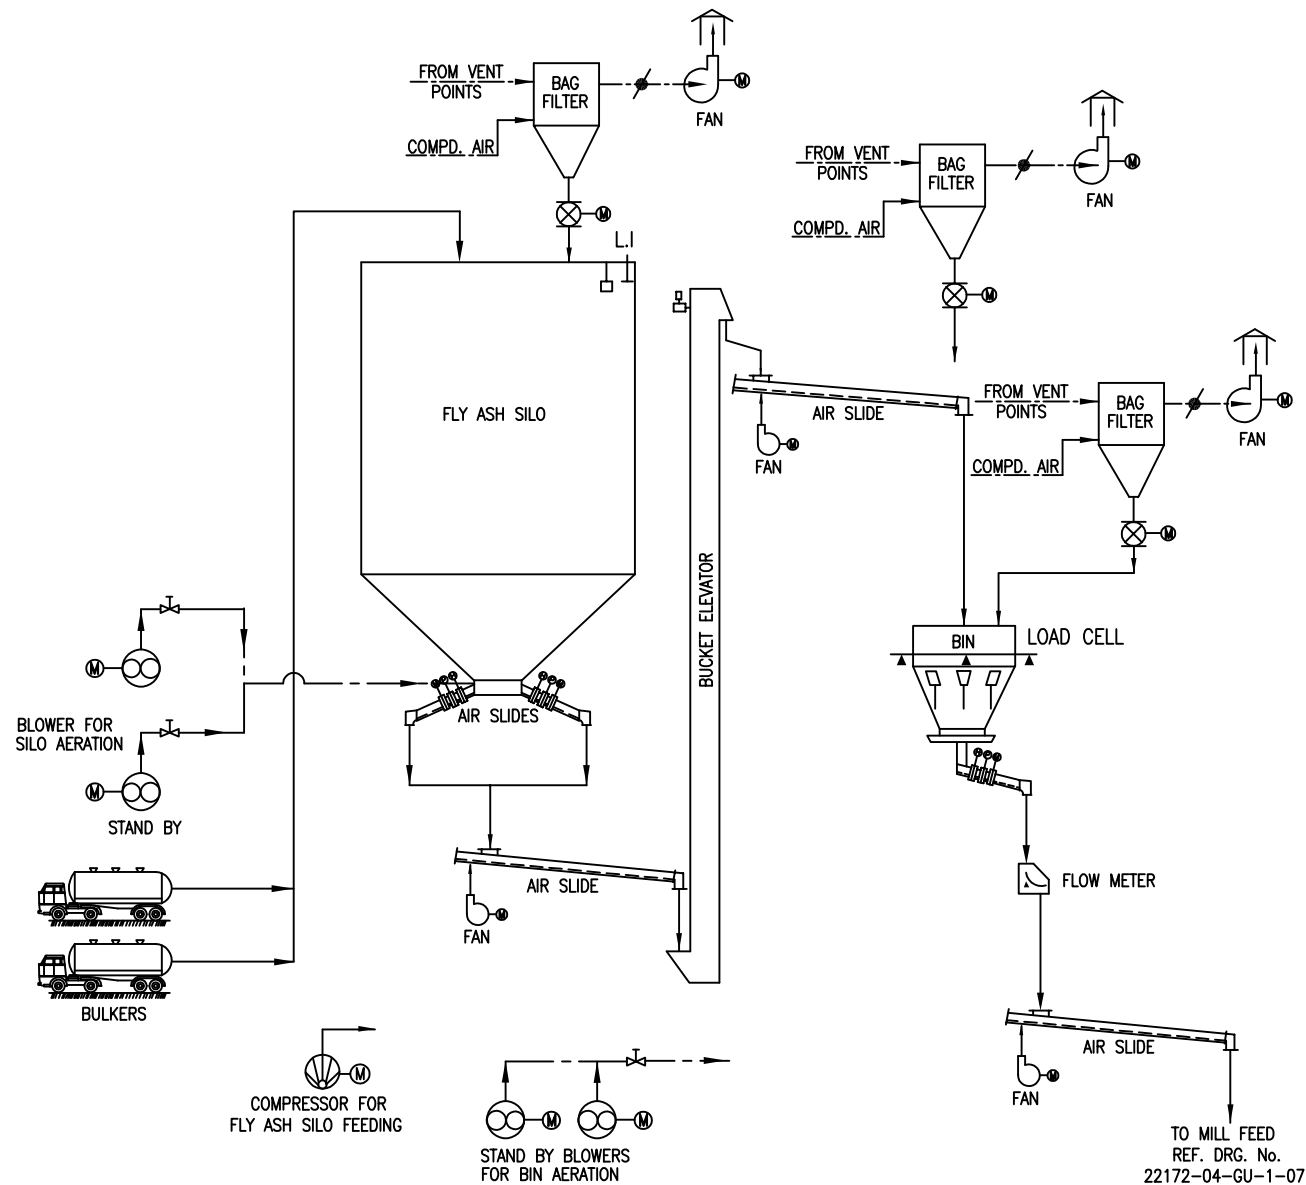 FROM VENT
POINTS
BAG
FILTER
M
FAN
COMPD. AIR
M
FROM VENT
POINTS
BAG
FILTER
M
FAN
COMPD. AIR
M
L.I
FLY ASH SILO
AIR SLIDE
M
FAN
FROM VENT
POINTS
BAG
FILTER
M
FAN
COMPD. AIR
M
BUCKET ELEVATOR
BIN
LOAD CELL
M
BLOWER FOR
SILO AERATION
M
STAND BY
AIR SLIDES
AIR SLIDE
M
FAN
FLOW METER
BULKERS
AIR SLIDE
M
FAN
M
COMPRESSOR FOR
FLY ASH SILO FEEDING
M
M
STAND BY BLOWERS
FOR BIN AERATION
TO MILL FEED
REF. DRG. No.
22172-04-GU-1-07